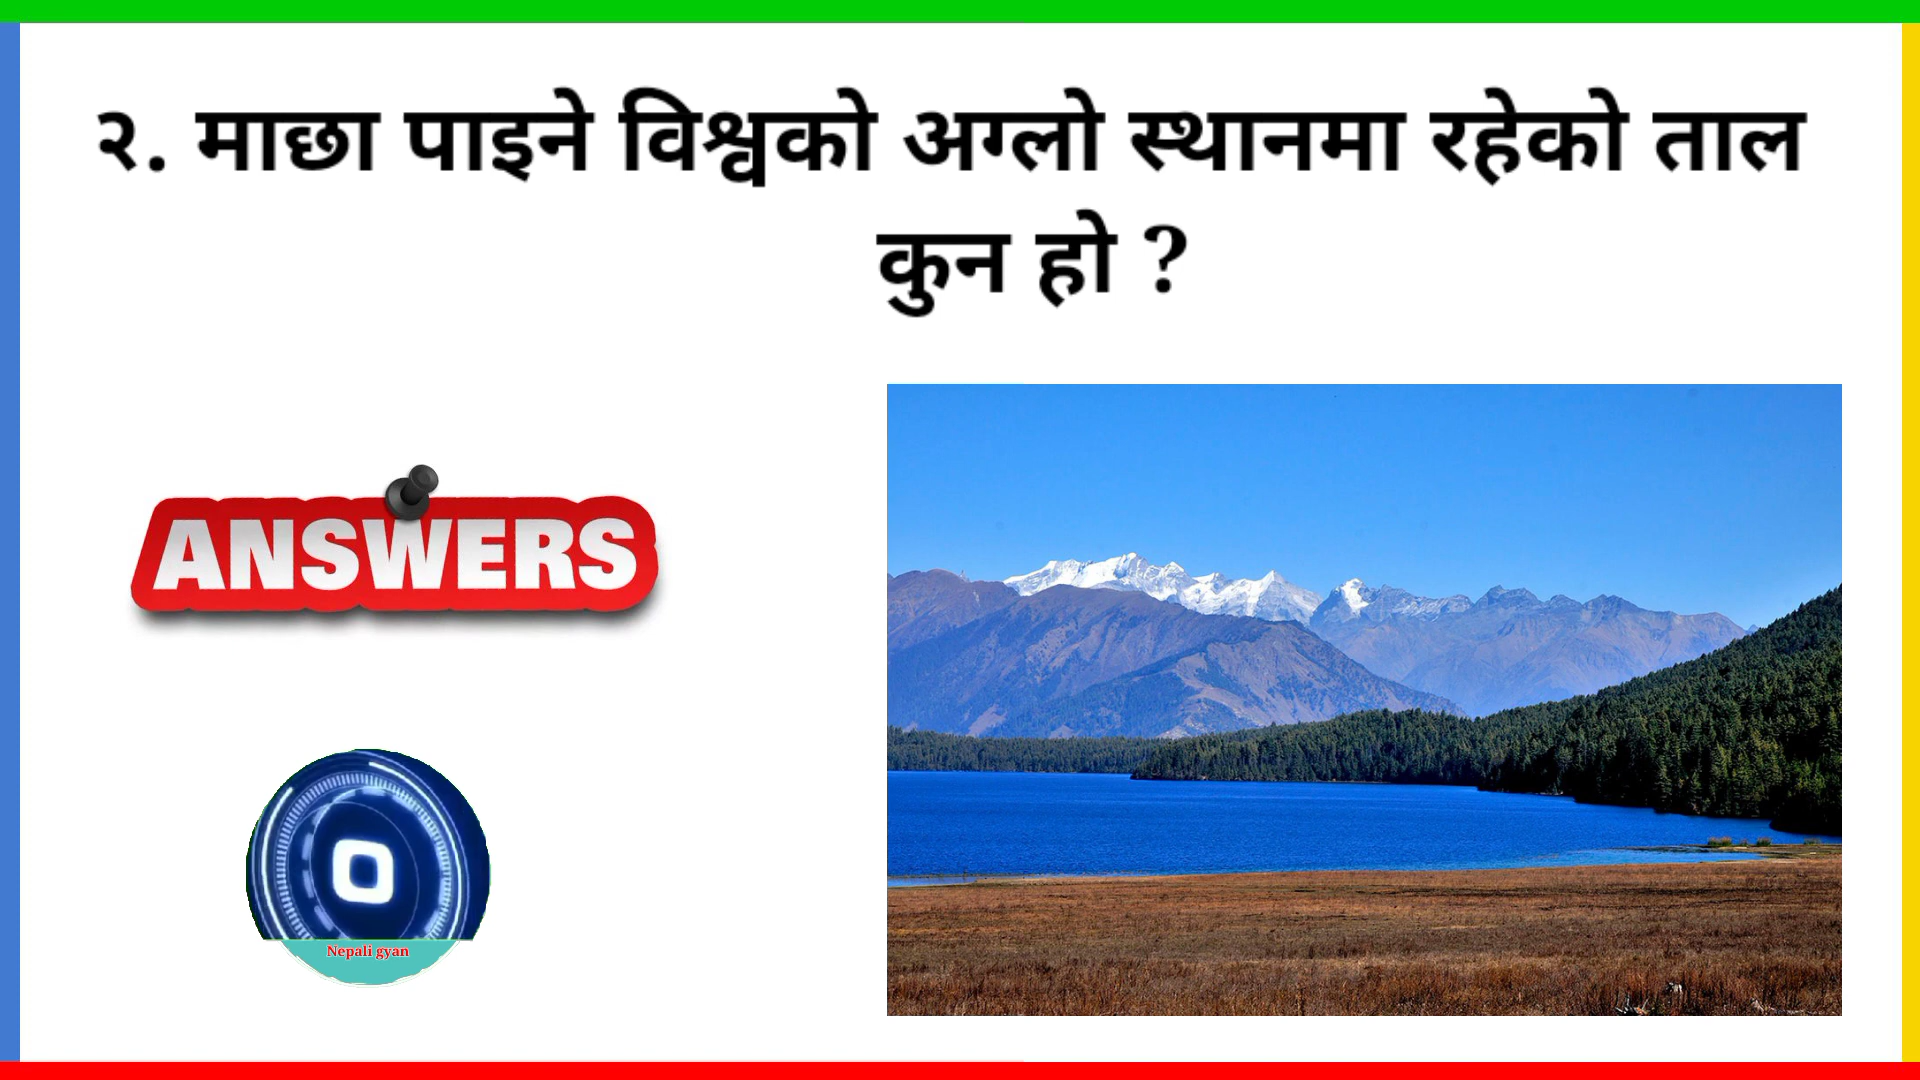 २. माछा पाइने विश्वको अग्लो स्थानमा रहेको ताल
कुन हो ?
ANSWERS
Nepali gyan